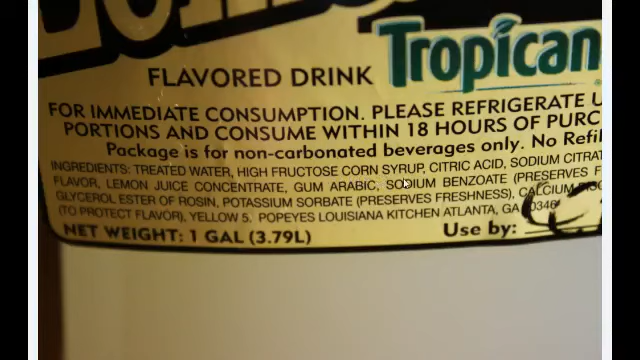 Tropican
FLAVORED DRINK
FOR IMMEDIATE CONSUMPTION. PLEASE REFRIGERATE U
PORTIONS AND CONSUME WITHIN 18 HOURS OF PURC
Package is for non-carbonated beverages only. No Refil
INGREDIENTS: TREATED WATER, HIGH FRUCTOSE CORN SYRUP, CITRIC ACID, SODIUM CITRAT
FLAVOR, LEMON JUICE CONCENTRATE, GUM ARABIC, SODIUM BENZOATE (PRESERVES F
GLYCEROL ESTER OF ROSIN, POTASSIUM SORBATE (PRESERVES FRESHNESS), CALCIUM
(TO PROTECT FLAVOR), YELLOW 5. POPEYES LOUISIANA KITCHEN ATLANTA, GA
NET WEIGHT: 1 GAL (3.79L)
Use by: